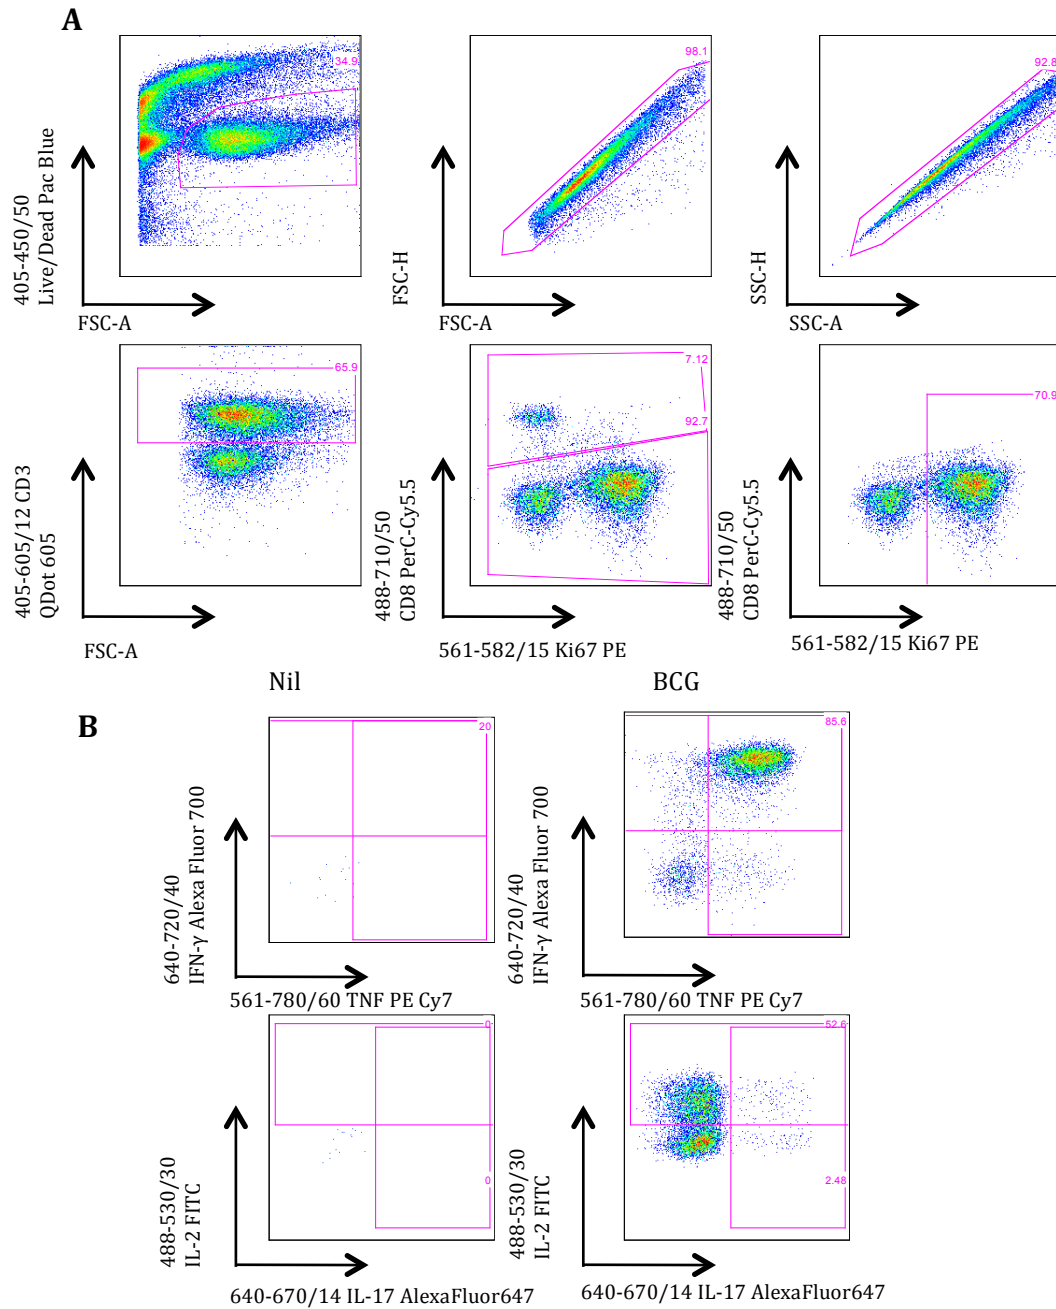 A
34.9
405-450/50
Live/Dead Pac Blue
FSC-A
98.1
FSC-H
FSC-A
92.8
SSC-H
SSC-A
65.9
405-605/12 CD3
QDot 605
FSC-A
7.12
92.7
488-710/50
CD8 PerC-Cy5.5
561-582/15 Ki67 PE
70.9
488-710/50
CD8 PerC-Cy5.5
561-582/15 Ki67 PE
Nil
BCG
B
20
640-720/40
IFN-γ Alexa Fluor 700
561-780/60 TNF PE Cy7
85.6
640-720/40
IFN-γ Alexa Fluor 700
561-780/60 TNF PE Cy7
0
0
488-530/30
IL-2 FITC
640-670/14 IL-17 AlexaFluor647
52.6
2.48
488-530/30
IL-2 FITC
640-670/14 IL-17 AlexaFluor647